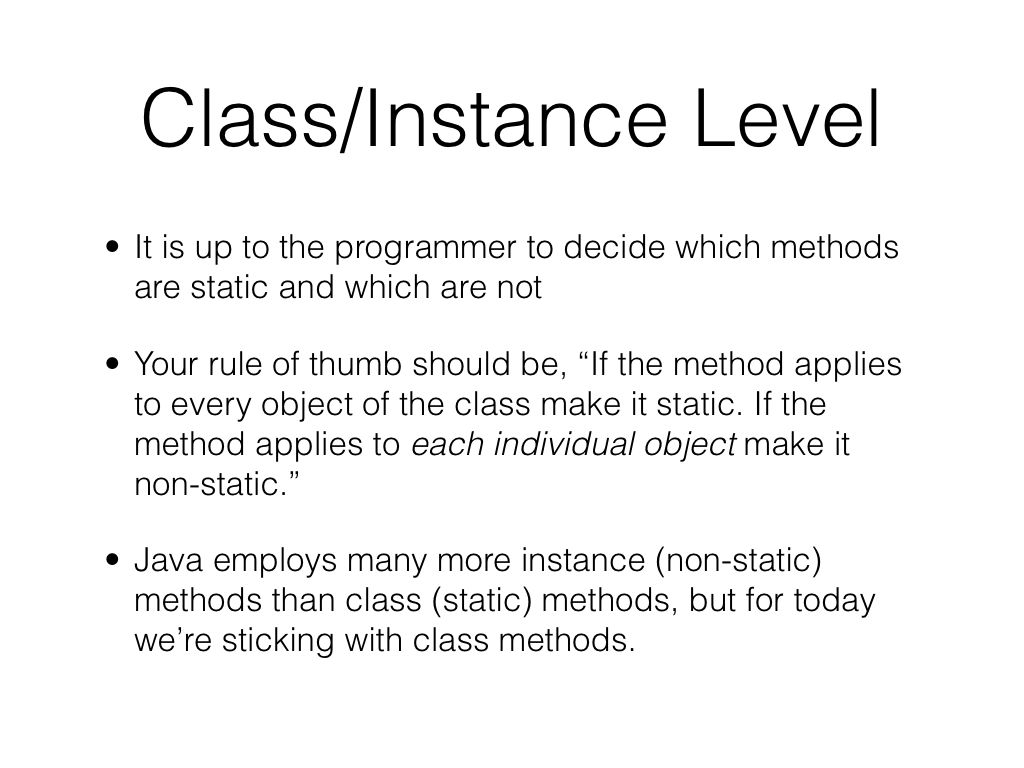 Class/Instance Level
• It is up to the programmer to decide which methods
are static and which are not
• Your rule of thumb should be, “If the method applies
to every object of the class make it static. If the
method applies to each individual object make it
non-static.”
• Java employs many more instance (non-static)
methods than class (static) methods, but for today
we’re sticking with class methods.